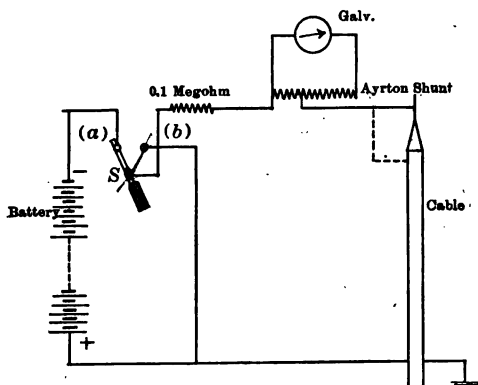 Galv.
0.1 Megohm
Ayrton Shunt
(a)
(b)
S
−
Battery
Cable
+